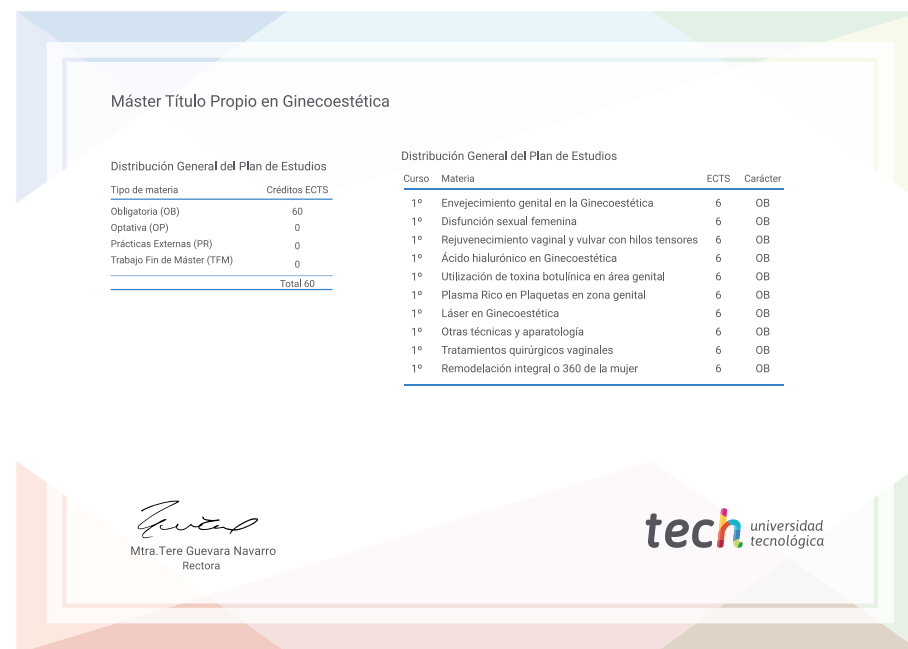 Máster Título Propio en Ginecoestética
Distribución General del Plan de Estudios
Tipo de materia Créditos ECTS
Obligatoria (OB) 60
Optativa (OP) 0
Prácticas Externas (PR) 0
Trabajo Fin de Máster (TFM) 0
Total 60
Distribución General del Plan de Estudios
Curso Materia ECTS Carácter
1º Envejecimiento genital en la Ginecoestética 6 OB
1º Disfunción sexual femenina 6 OB
1º Rejuvenecimiento vaginal y vulvar con hilos tensores 6 OB
1º Ácido hialurónico en Ginecoestética 6 OB
1º Utilización de toxina botulínica en área genital 6 OB
1º Plasma Rico en Plaquetas en zona genital 6 OB
1º Láser en Ginecoestética 6 OB
1º Otras técnicas y aparatología 6 OB
1º Tratamientos quirúrgicos vaginales 6 OB
1º Remodelación integral o 360 de la mujer 6 OB
Mtra.Tere Guevara Navarro
Rectora
tech universidad
tecnológica